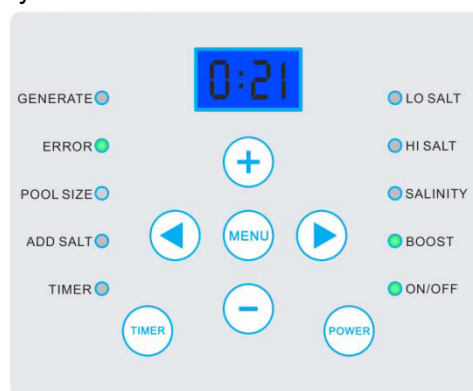 0:21
GENERATE
LO SALT
ERROR
HI SALT
+
POOL SIZE
SALINITY
ADD SALT
MENU
BOOST
TIMER
ON/OFF
-
TIMER
POWER